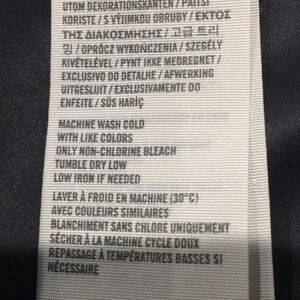 UTOM DEKORATIONSKANTEN / PAITSI
KORISTE / S VÝJIMKOU OBRUBY / ΕΚΤΟΣ
ΤΗΣ ΔΙΑΚΟΣΜΗΣΗΣ / 고급 트리
밍 / OPRÓCZ WYKOŃCZENIA / SZEGÉLY
KIVÉTELÉVEL / PYNT IKKE MEDREGNET /
EXCLUSIVO DO DETALHE / AFWERKING
UITGESLUIT / EXCLUSIVAMENTE DO
ENFEITE / SÜS HARİÇ
MACHINE WASH COLD
WITH LIKE COLORS
ONLY NON-CHLORINE BLEACH
TUMBLE DRY LOW
LOW IRON IF NEEDED
LAVER À FROID EN MACHINE (30°C)
AVEC COULEURS SIMILAIRES
BLANCHIMENT SANS CHLORE UNIQUEMENT
SÉCHER À LA MACHINE CYCLE DOUX
REPASSAGE À TEMPÉRATURES BASSES SI
NÉCESSAIRE